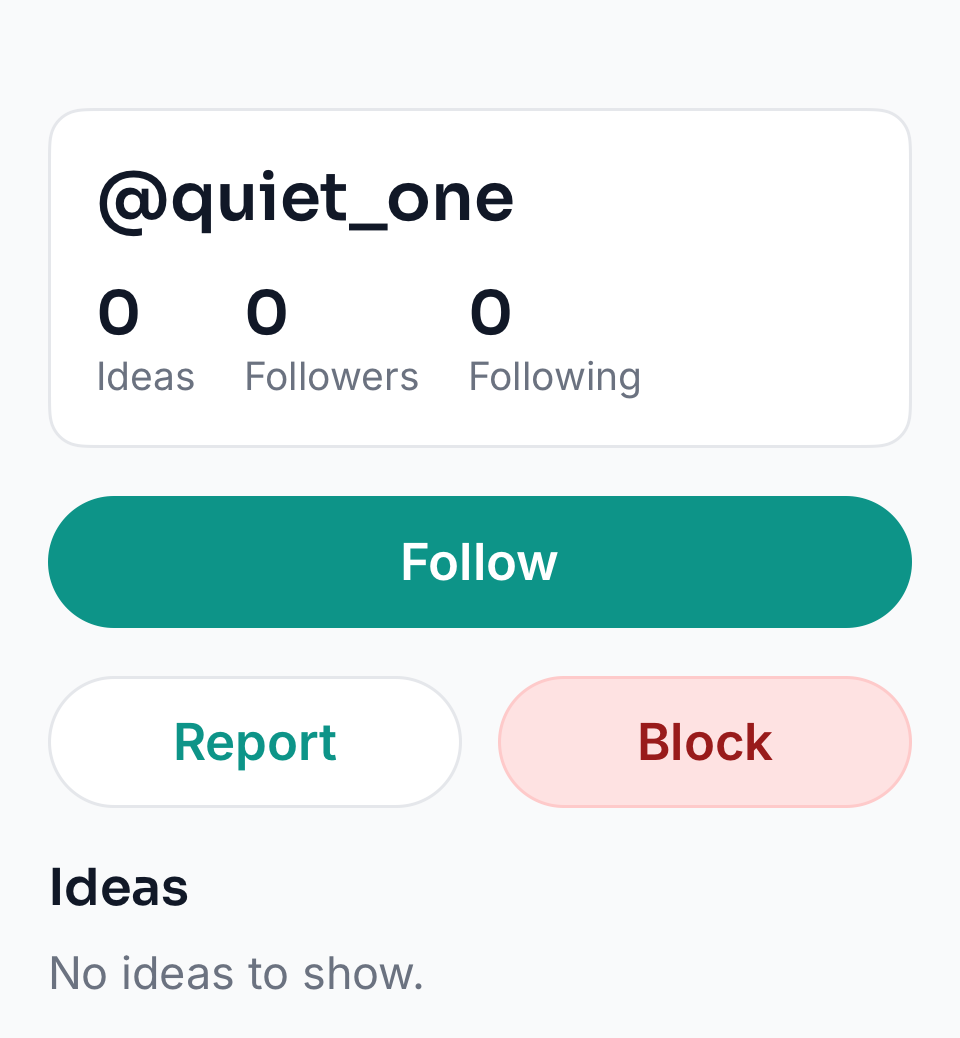 @quiet_one
0 0 0
Ideas Followers Following
Follow
Report Block
Ideas
No ideas to show.